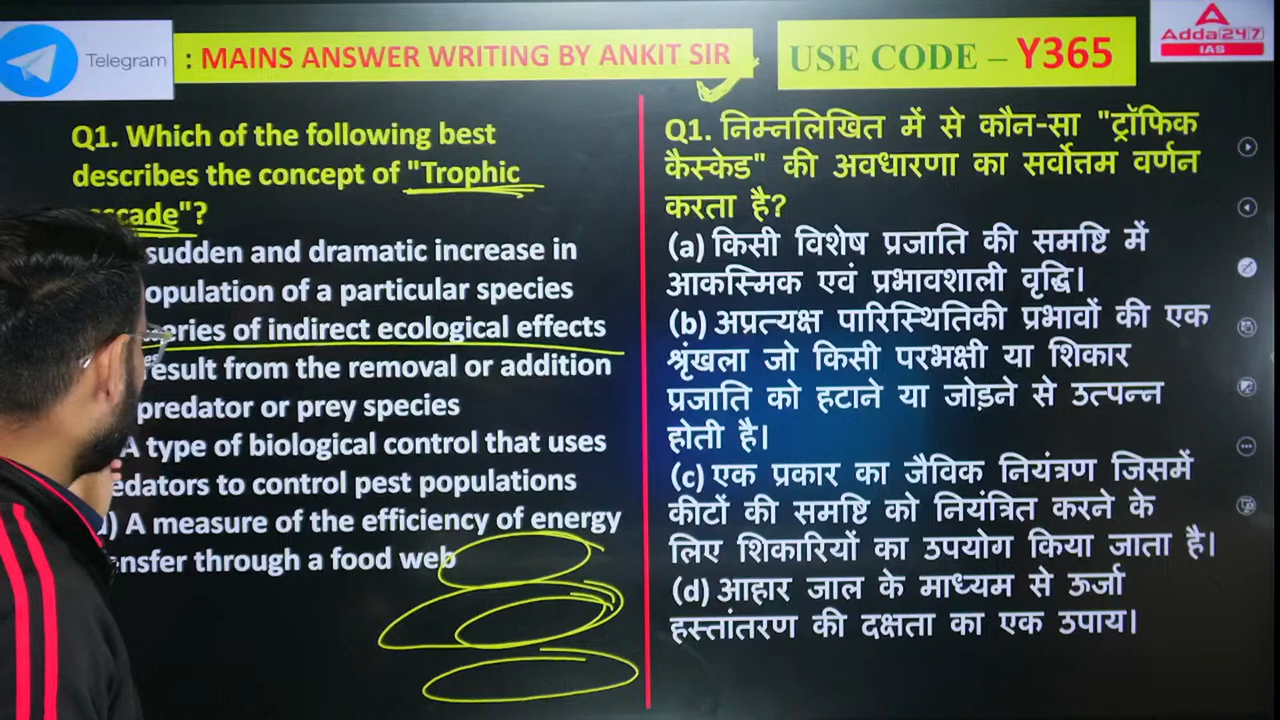 Telegram
: MAINS ANSWER WRITING BY ANKIT SIR
USE CODE – Y365
Adda247
IAS
Q1. Which of the following best
describes the concept of "Trophic
cascade"?
sudden and dramatic increase in
opulation of a particular species
series of indirect ecological effects
result from the removal or addition
predator or prey species
A type of biological control that uses
edators to control pest populations
d) A measure of the efficiency of energy
nsfer through a food web
Q1. निम्नलिखित में से कौन-सा "ट्रॉफिक
कैस्केड" की अवधारणा का सर्वोत्तम वर्णन
करता है?
(a) किसी विशेष प्रजाति की समष्टि में
आकस्मिक एवं प्रभावशाली वृद्धि।
(b) अप्रत्यक्ष पारिस्थितिकी प्रभावों की एक
श्रृंखला जो किसी परभक्षी या शिकार
प्रजाति को हटाने या जोड़ने से उत्पन्न
होती है।
(c) एक प्रकार का जैविक नियंत्रण जिसमें
कीटों की समष्टि को नियंत्रित करने के
लिए शिकारियों का उपयोग किया जाता है।
(d) आहार जाल के माध्यम से ऊर्जा
हस्तांतरण की दक्षता का एक उपाय।